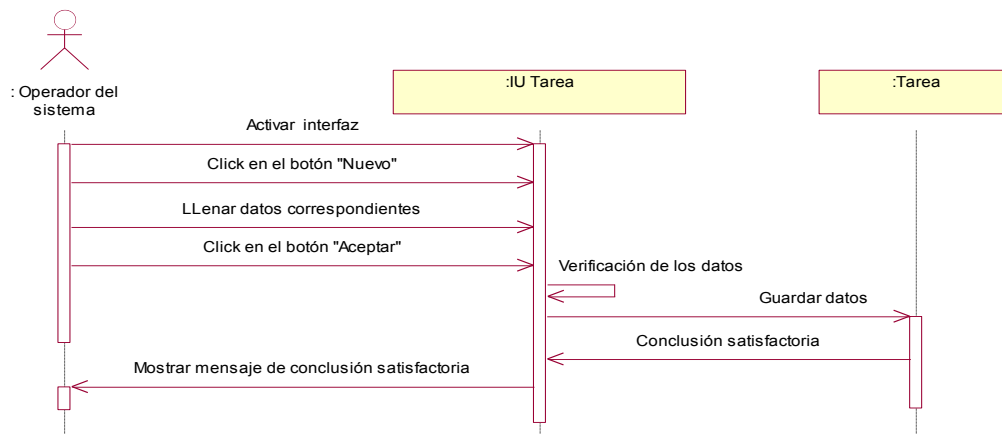 : Operador del
sistema
:IU Tarea
:Tarea
Activar interfaz
Click en el botón "Nuevo"
LLenar datos correspondientes
Click en el botón "Aceptar"
Verificación de los datos
Guardar datos
Conclusión satisfactoria
Mostrar mensaje de conclusión satisfactoria